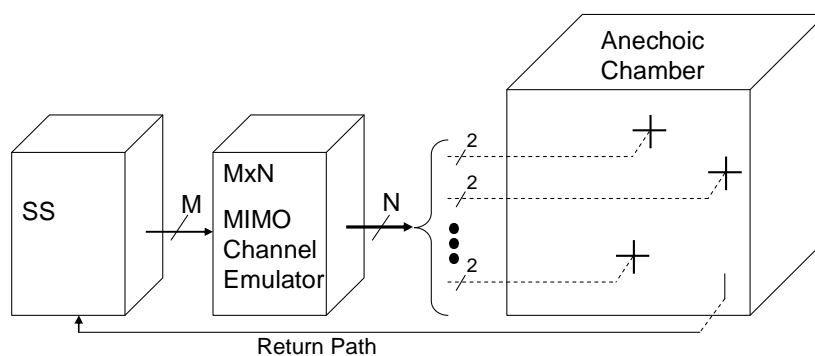 Anechoic
Chamber
SS
M
MxN
MIMO
Channel
Emulator
N
2
2
2
Return Path